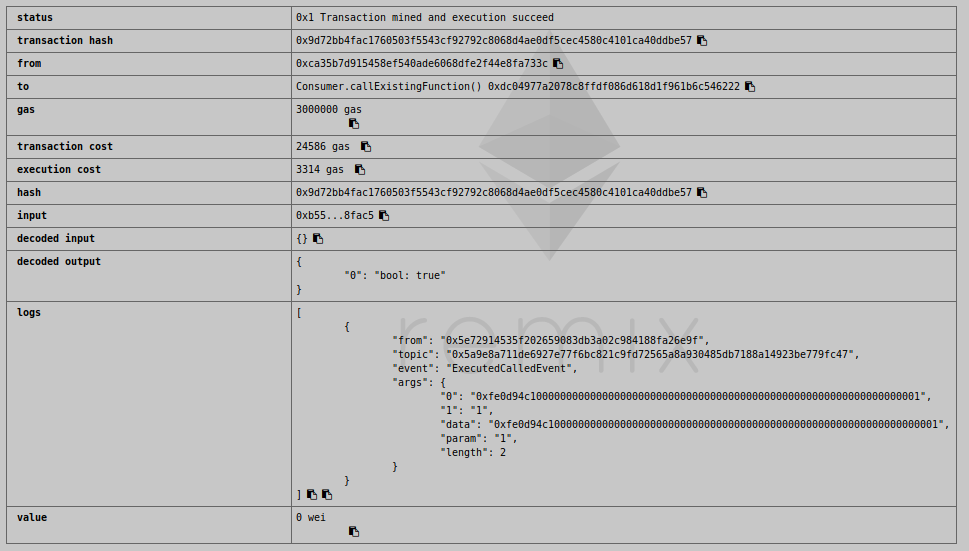 status 0x1 Transaction mined and execution succeed
transaction hash 0x9d72bb4fac1760503f5543cf92792c8068d4ae0df5cec4580c4101ca40ddbe57
from 0xca35b7d915458ef540ade6068dfe2f44e8fa733c
to Consumer.callExistingFunction() 0xdc04977a2078c8ffdf086d618d1f961b6c546222
gas 3000000 gas
transaction cost 24586 gas
execution cost 3314 gas
hash 0x9d72bb4fac1760503f5543cf92792c8068d4ae0df5cec4580c4101ca40ddbe57
input 0xb55...8fac5
decoded input {}
decoded output {
"0": "bool: true"
}
logs [
{
"from": "0x5e72914535f202659083db3a02c984188fa26e9f",
"topic": "0x5a9e8a711de6927e77f6bc821c9fd72565a8a930485db7188a14923be779fc47",
"event": "ExecutedCalledEvent",
"args": {
"0": "0xfe0d94c10000000000000000000000000000000000000000000000000000000000000001",
"1": "1",
"data": "0xfe0d94c10000000000000000000000000000000000000000000000000000000000000001",
"param": "1",
"length": 2
}
}
]
value 0 wei
remix